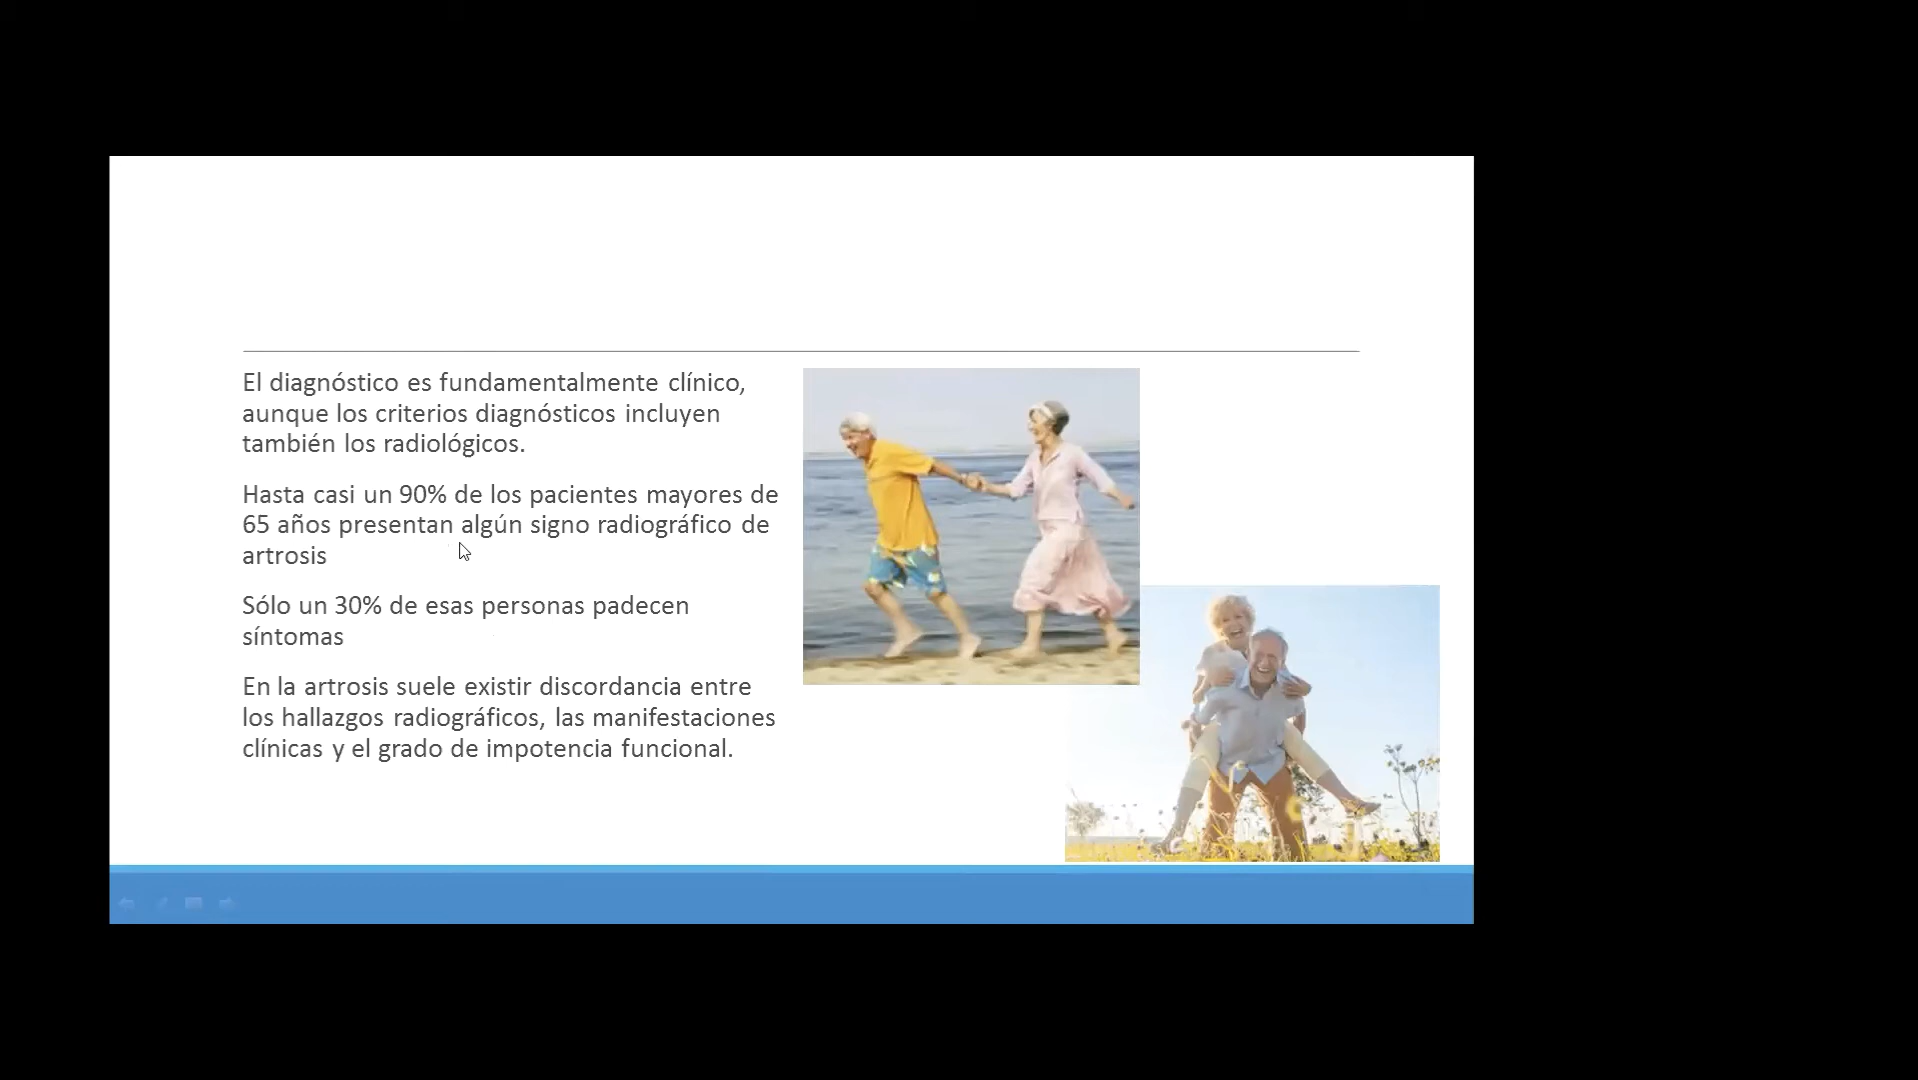 El diagnóstico es fundamentalmente clínico,
aunque los criterios diagnósticos incluyen
también los radiológicos.
Hasta casi un 90% de los pacientes mayores de
65 años presentan algún signo radiográfico de
artrosis
Sólo un 30% de esas personas padecen
síntomas
En la artrosis suele existir discordancia entre
los hallazgos radiográficos, las manifestaciones
clínicas y el grado de impotencia funcional.